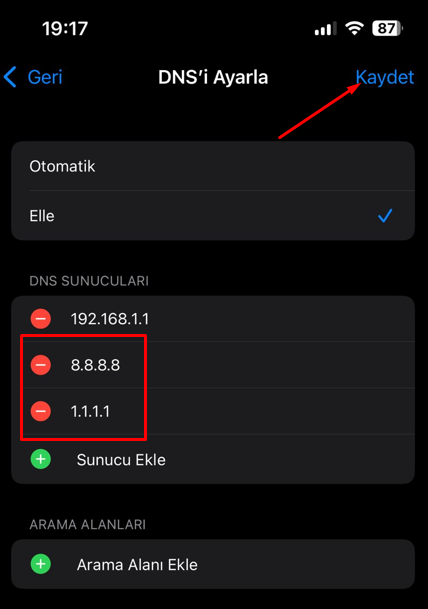 19:17
87
Geri
DNS'i Ayarla
Kaydet
Otomatik
Elle
DNS SUNUCULARI
192.168.1.1
8.8.8.8
1.1.1.1
Sunucu Ekle
ARAMA ALANLARI
Arama Alanı Ekle